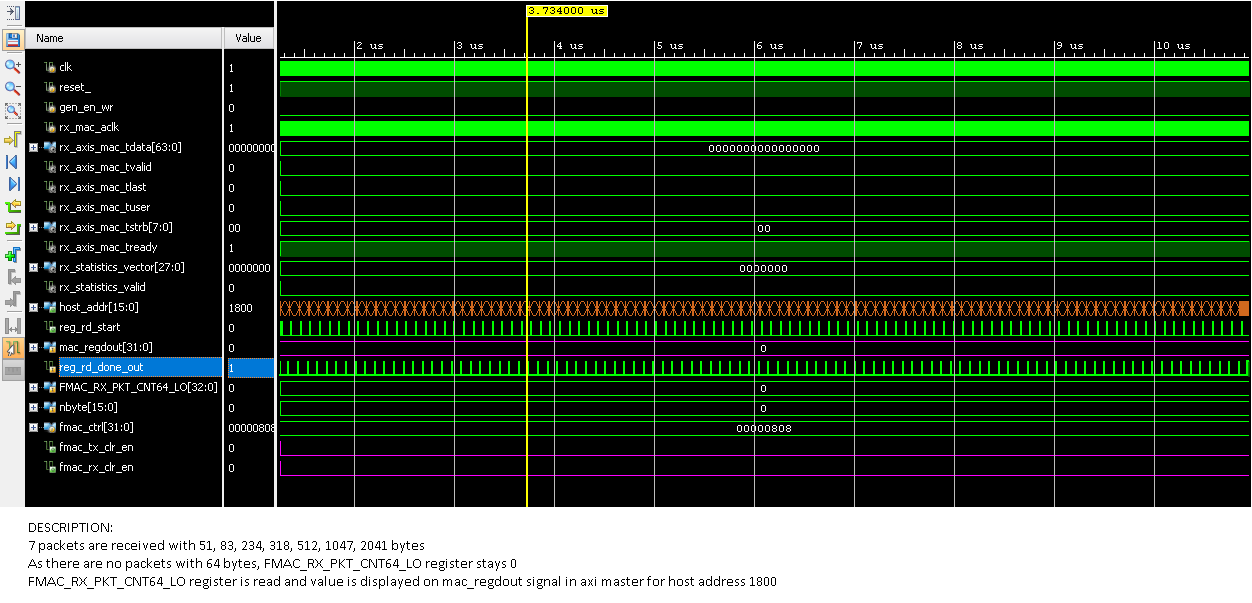 3.734000 us
Name Value
2 us 3 us 4 us 5 us 6 us 7 us 8 us 9 us 10 us
clk 1
reset_ 1
gen_en_wr 0
rx_mac_aclk 1
rx_axis_mac_tdata[63:0] 00000000 0000000000000000
rx_axis_mac_tvalid 0
rx_axis_mac_tlast 0
rx_axis_mac_tuser 0
rx_axis_mac_tstrb[7:0] 00 00
rx_axis_mac_tready 1
rx_statistics_vector[27:0] 0000000 0000000
rx_statistics_valid 0
host_addr[15:0] 1800
reg_rd_start 0
mac_regdout[31:0] 0 0
reg_rd_done_out 1
FMAC_RX_PKT_CNT64_LO[32:0] 0 0
nbyte[15:0] 0 0
fmac_ctrl[31:0] 00000808 00000808
fmac_tx_clr_en 0
fmac_rx_clr_en 0
DESCRIPTION:
7 packets are received with 51, 83, 234, 318, 512, 1047, 2041 bytes
As there are no packets with 64 bytes, FMAC_RX_PKT_CNT64_LO register stays 0
FMAC_RX_PKT_CNT64_LO register is read and value is displayed on mac_regdout signal in axi master for host address 1800